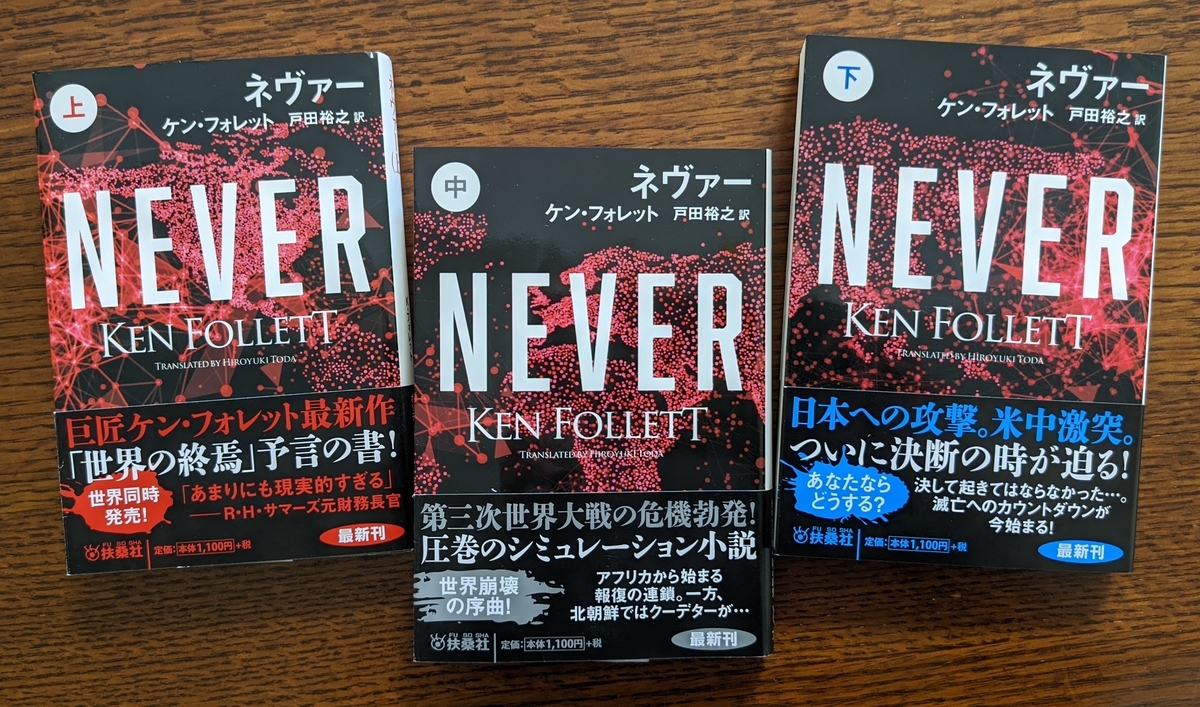 上
ネヴァー
ケン・フォレット 戸田裕之 訳
NEVER
KEN FOLLETT
TRANSLATED BY HIROYUKI TODA
巨匠ケン・フォレット最新作
「世界の終焉」予言の書!
世界同時
発売!
「あまりにも現実的すぎる」
——R・H・サマーズ元財務長官
FUSOSHA
扶桑社
定価:本体1,100円+税
最新刊
中
ネヴァー
ケン・フォレット 戸田裕之 訳
NEVER
KEN FOLLETT
TRANSLATED BY HIROYUKI TODA
第三次世界大戦の危機勃発!
圧巻のシミュレーション小説
世界崩壊
の序曲!
アフリカから始まる
報復の連鎖。一方、
北朝鮮ではクーデターが…
FUSOSHA
扶桑社
定価:本体1,100円+税
最新刊
下
ネヴァー
ケン・フォレット 戸田裕之 訳
NEVER
KEN FOLLETT
TRANSLATED BY HIROYUKI TODA
日本への攻撃。米中激突。
ついに決断の時が迫る!
あなたなら
どうする?
決して起きてはならなかった…。
滅亡へのカウントダウンが
今始まる!
FUSOSHA
扶桑社
定価:本体1,100円+税
最新刊